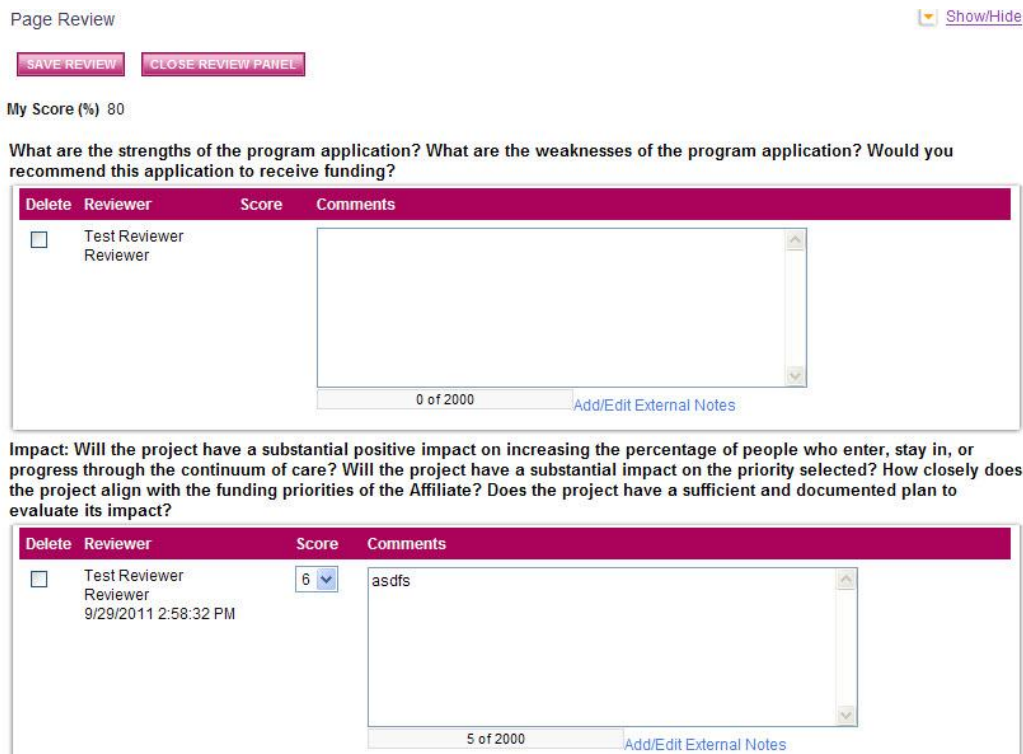 Page Review
Show/Hide
SAVE REVIEW CLOSE REVIEW PANEL
My Score (%) 80
What are the strengths of the program application? What are the weaknesses of the program application? Would you
recommend this application to receive funding?
Delete Reviewer Score Comments
Test Reviewer
Reviewer
0 of 2000 Add/Edit External Notes
Impact: Will the project have a substantial positive impact on increasing the percentage of people who enter, stay in, or
progress through the continuum of care? Will the project have a substantial impact on the priority selected? How closely does
the project align with the funding priorities of the Affiliate? Does the project have a sufficient and documented plan to
evaluate its impact?
Delete Reviewer Score Comments
Test Reviewer 6 asdfs
Reviewer
9/29/2011 2:58:32 PM
5 of 2000 Add/Edit External Notes